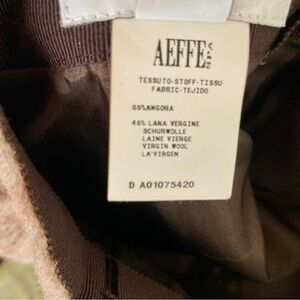 AEFFE SPA
TESSUTO-STOFF-TISSU
FABRIC-TEJIDO
55%ANGORA
45% LANA VERGINE
SCHURWOLLE
LAINE VIERGE
VIRGIN WOOL
LA'VIRGEN
D A01075420